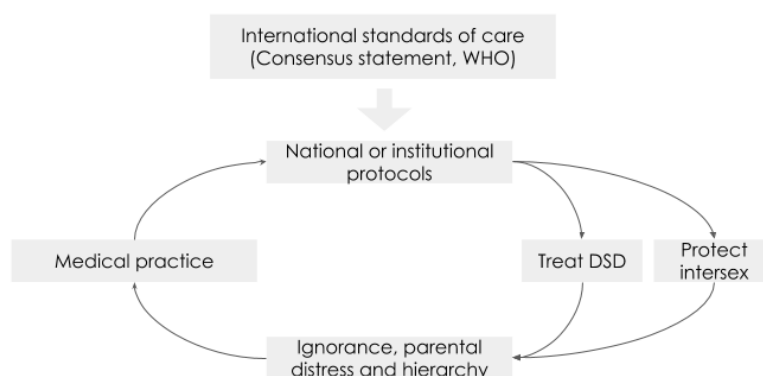 International standards of care
(Consensus statement, WHO)
National or institutional
protocols
Medical practice
Treat DSD
Protect
intersex
Ignorance, parental
distress and hierarchy